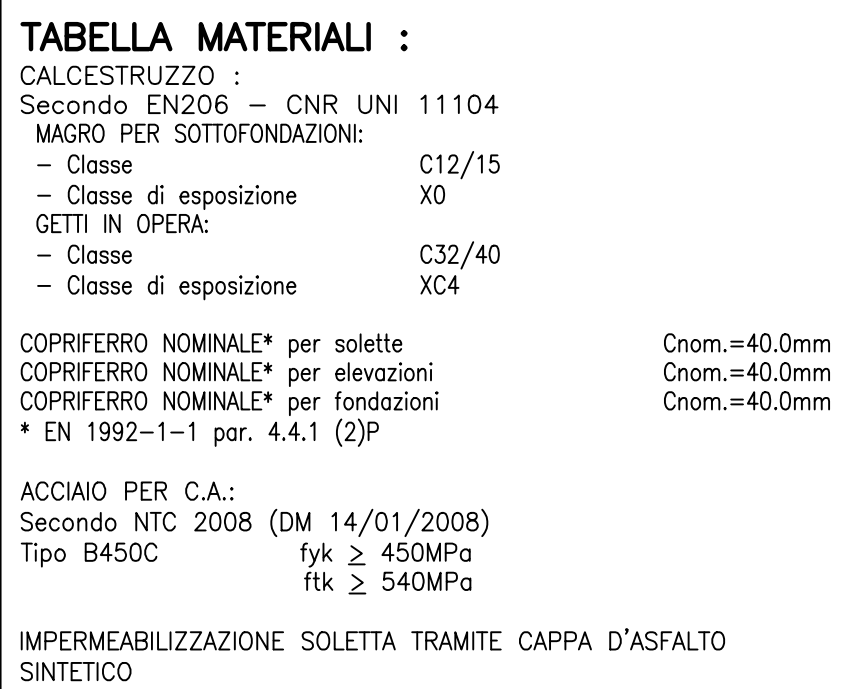 TABELLA MATERIALI :
CALCESTRUZZO :
Secondo EN206 – CNR UNI 11104
MAGRO PER SOTTOFONDAZIONI:
– Classe C12/15
– Classe di esposizione X0
GETTI IN OPERA:
– Classe C32/40
– Classe di esposizione XC4
COPRIFERRO NOMINALE* per solette Cnom.=40.0mm
COPRIFERRO NOMINALE* per elevazioni Cnom.=40.0mm
COPRIFERRO NOMINALE* per fondazioni Cnom.=40.0mm
* EN 1992–1–1 par. 4.4.1 (2)P
ACCIAIO PER C.A.:
Secondo NTC 2008 (DM 14/01/2008)
Tipo B450C fyk ≥ 450MPa
ftk ≥ 540MPa
IMPERMEABILIZZAZIONE SOLETTA TRAMITE CAPPA D'ASFALTO
SINTETICO